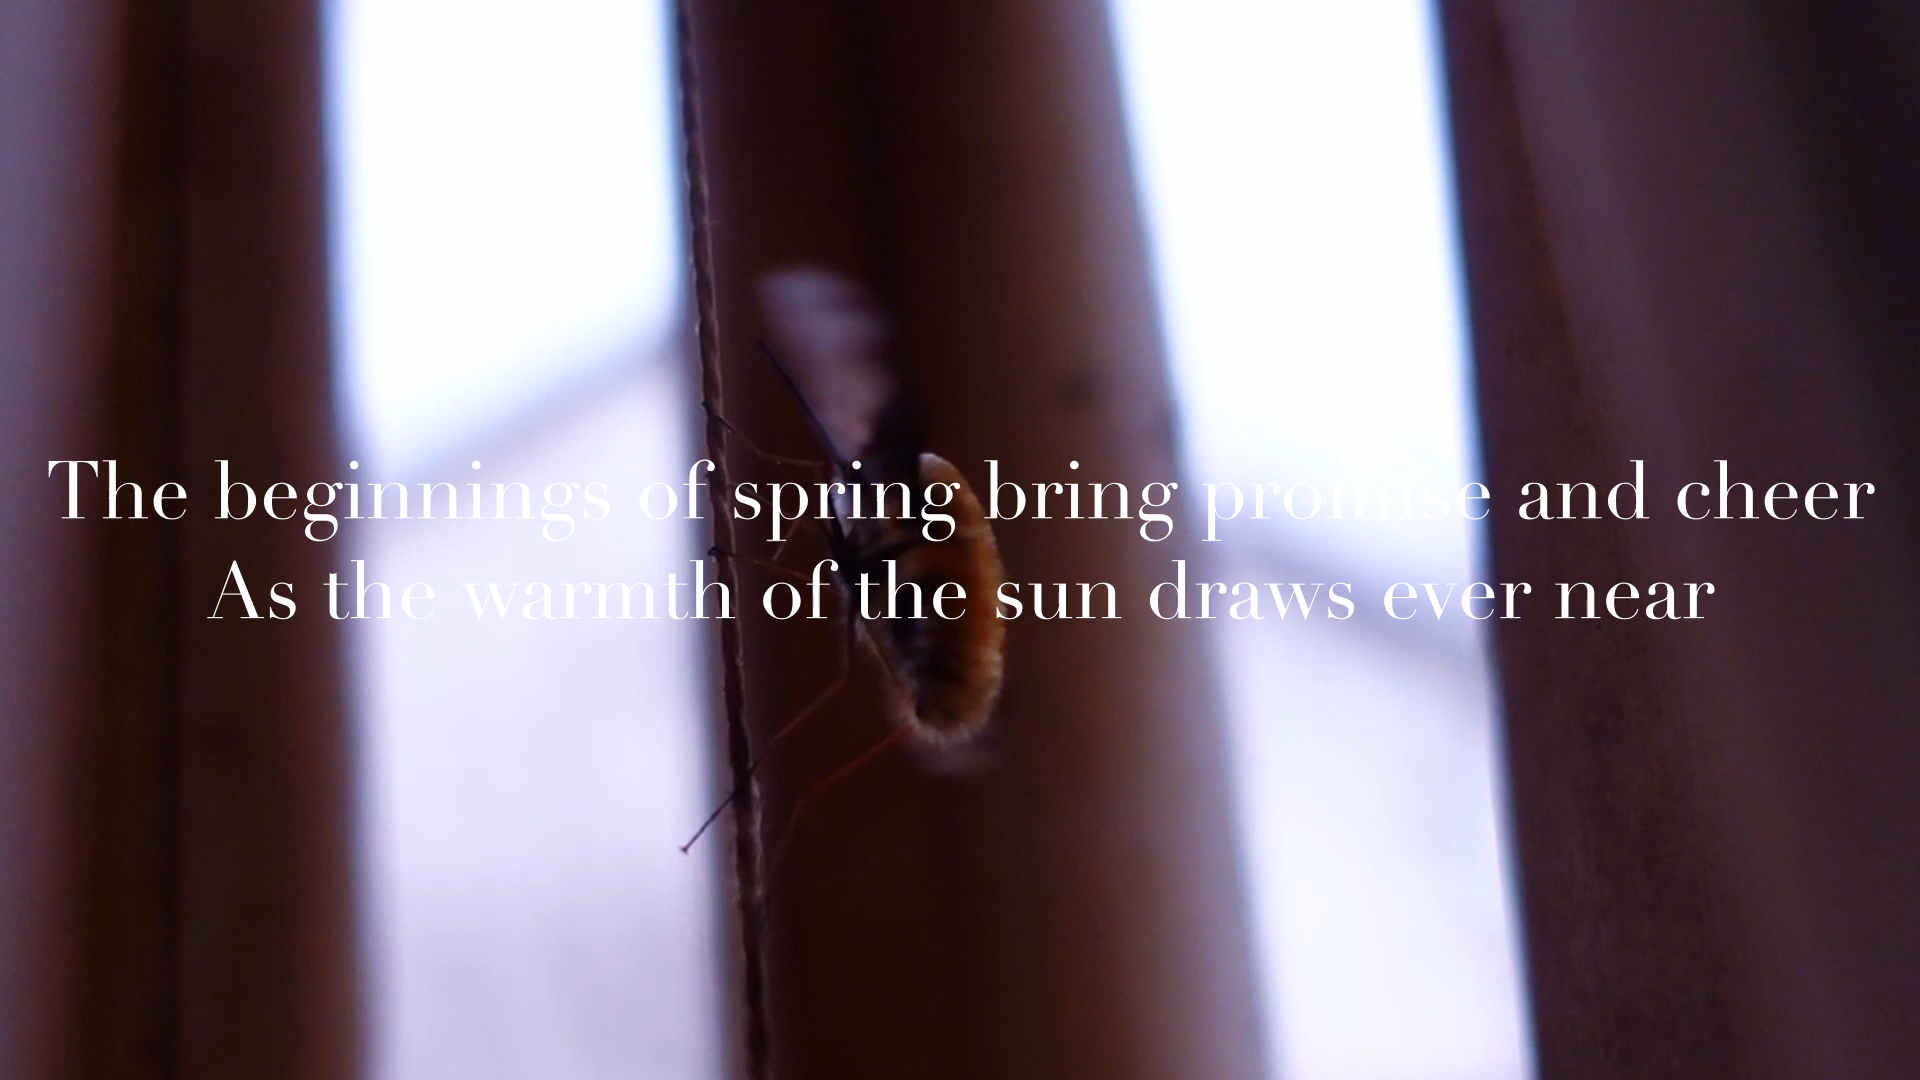 The beginnings of spring bring promise and cheer
As the warmth of the sun draws ever near